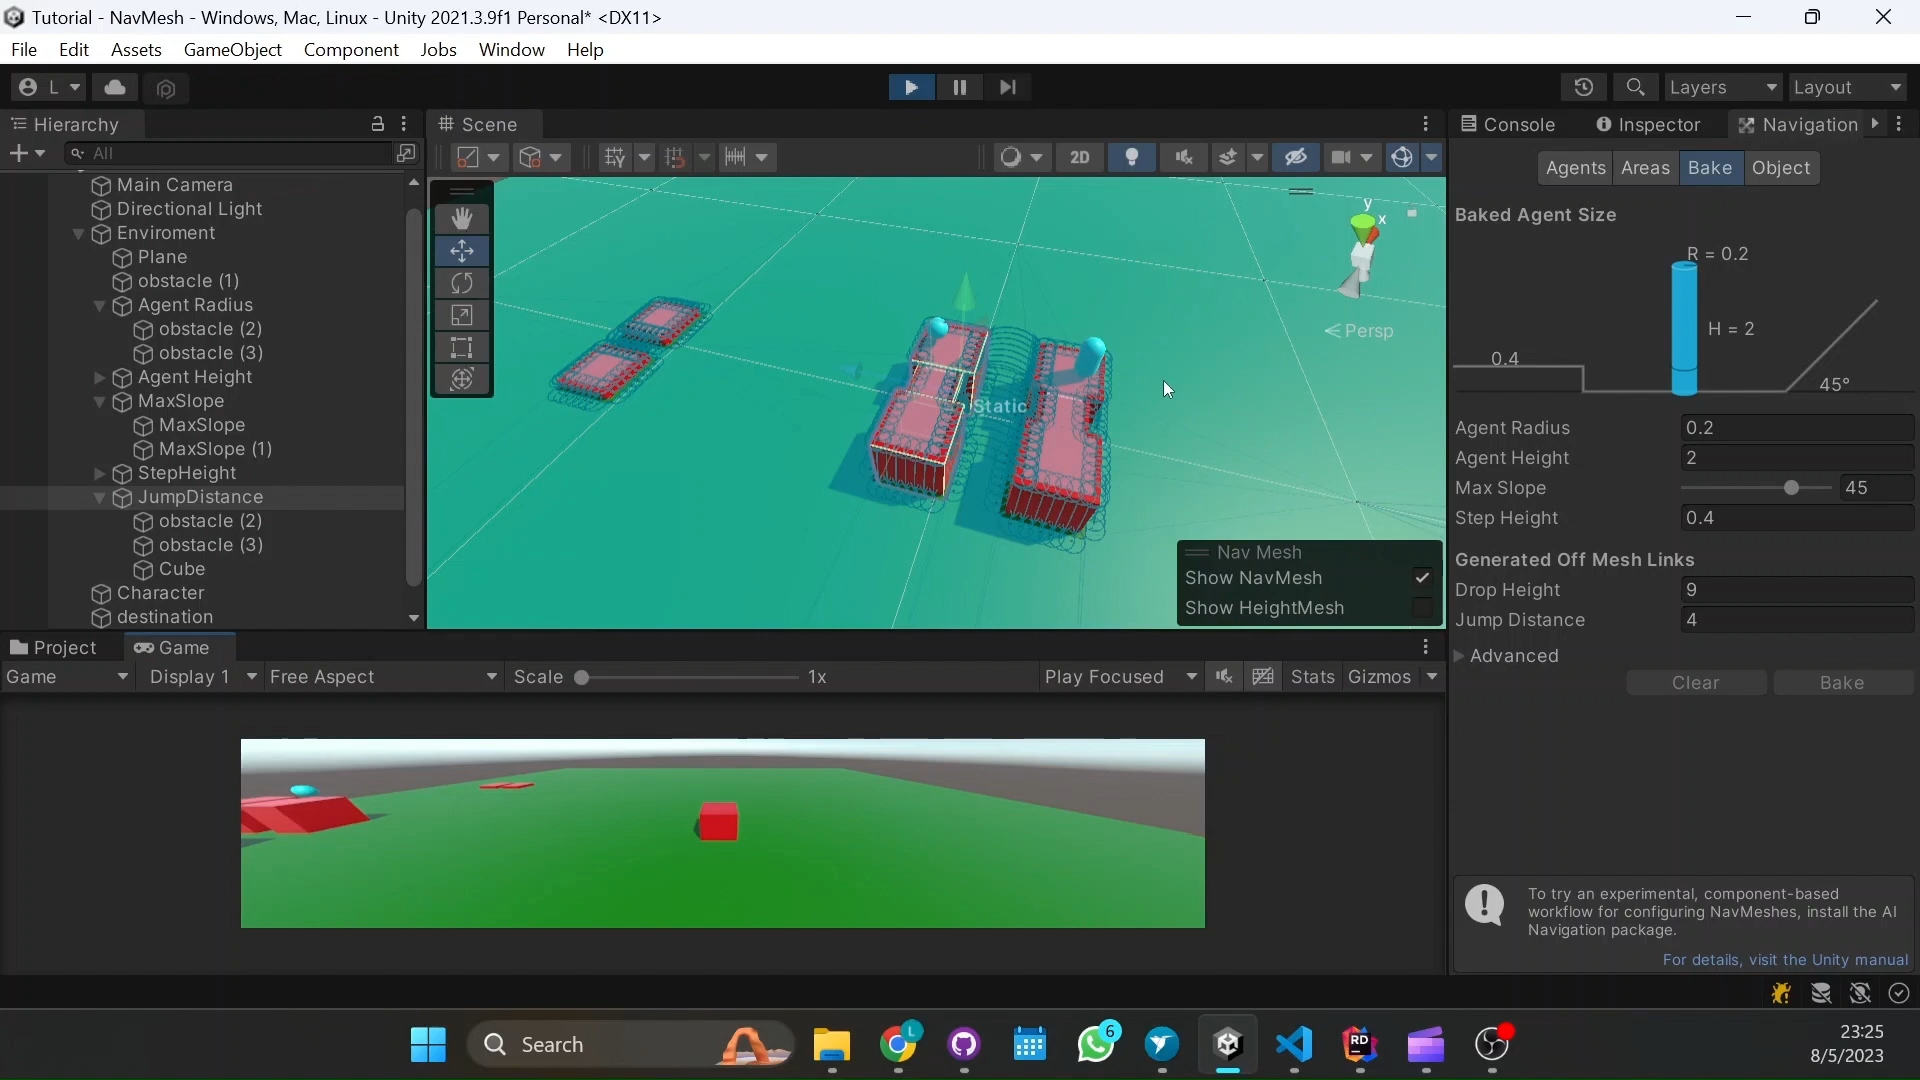 Tutorial - NavMesh - Windows, Mac, Linux - Unity 2021.3.9f1 Personal* <DX11>
File Edit Assets GameObject Component Jobs Window Help
L Layers Layout
Hierarchy
All
Main Camera
Directional Light
Enviroment
Plane
obstacle (1)
Agent Radius
obstacle (2)
obstacle (3)
Agent Height
MaxSlope
MaxSlope
MaxSlope (1)
StepHeight
JumpDistance
obstacle (2)
obstacle (3)
Cube
Character
destination
Scene
2D
y
x
Persp
Static
Nav Mesh
Show NavMesh
Show HeightMesh
Console Inspector Navigation
Agents Areas Bake Object
Baked Agent Size
R = 0.2
H = 2
0.4
45°
Agent Radius 0.2
Agent Height 2
Max Slope 45
Step Height 0.4
Generated Off Mesh Links
Drop Height 9
Jump Distance 4
Advanced
Clear Bake
To try an experimental, component-based
workflow for configuring NavMeshes, install the AI
Navigation package.
For details, visit the Unity manual
Project Game
Game Display 1 Free Aspect Scale 1x Play Focused Stats Gizmos
Search
L
6
RD
23:25
8/5/2023